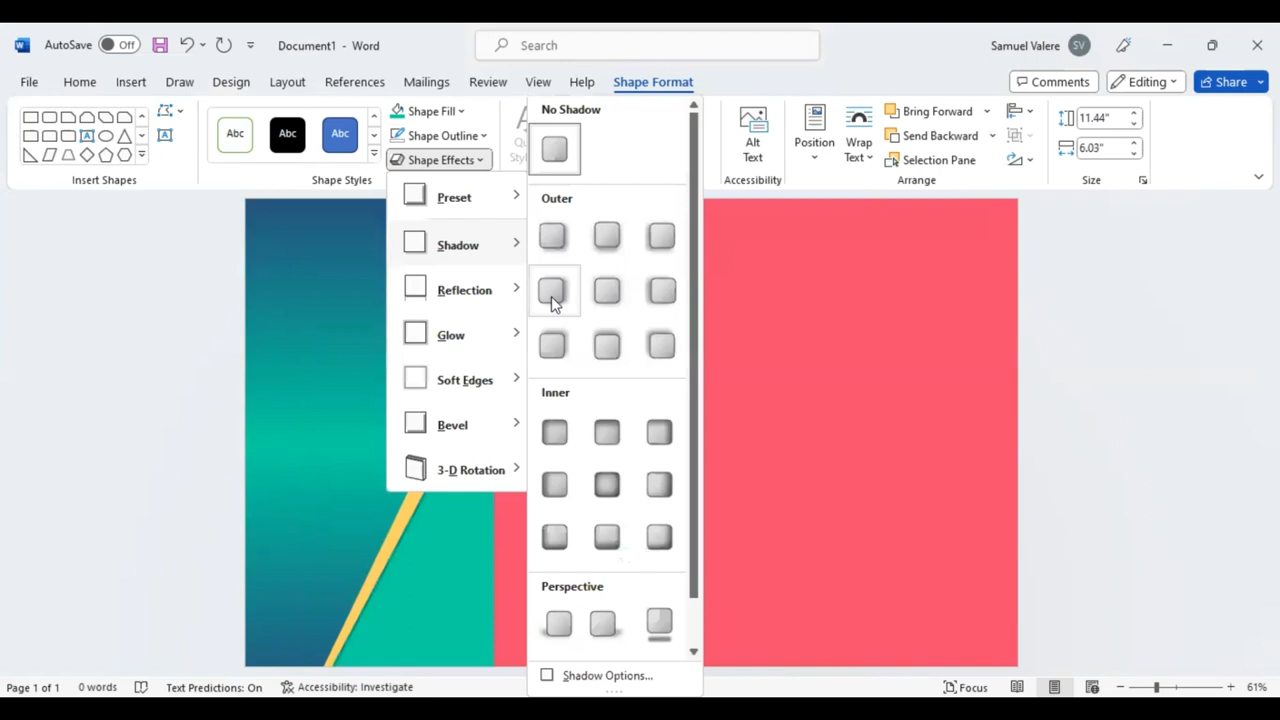 AutoSave Off Document1 - Word Search Samuel Valere SV
File Home Insert Draw Design Layout References Mailings Review View Help Shape Format Comments Editing Share
Abc Abc Abc
Shape Fill
Shape Outline
Shape Effects
Insert Shapes
Shape Styles
No Shadow
Outer
Inner
Perspective
Shadow Options...
Preset
Shadow
Reflection
Glow
Soft Edges
Bevel
3-D Rotation
Alt
Text
Accessibility
Position
Wrap
Text
Bring Forward
Send Backward
Selection Pane
Arrange
11.44"
6.03"
Size
Page 1 of 1 0 words Text Predictions: On Accessibility: Investigate Focus 61%